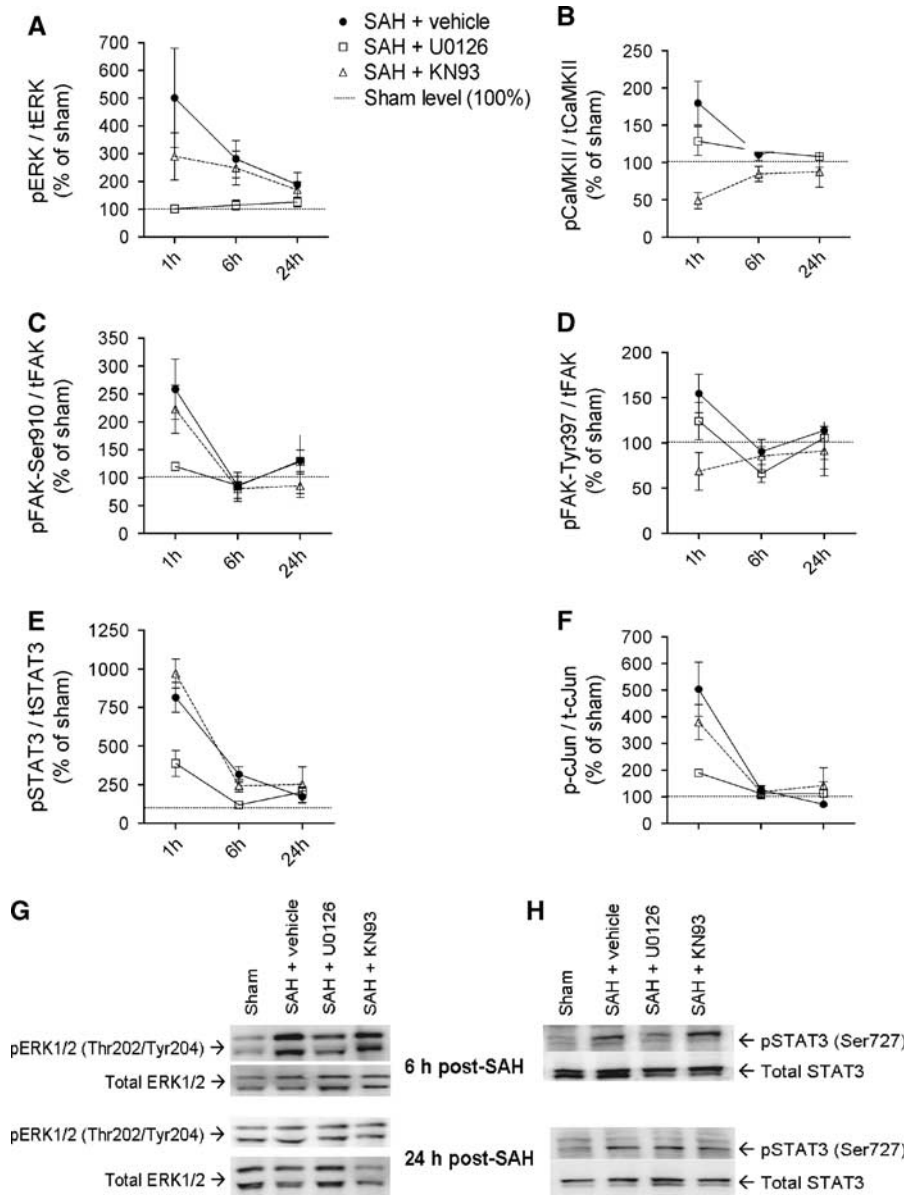 A
● SAH + vehicle
□ SAH + U0126
△ SAH + KN93
Sham level (100%)
pERK / tERK
(% of sham)
700
600
500
400
300
200
100
0
1h
6h
24h
B
pCaMKII / tCaMKII
(% of sham)
250
200
150
100
50
0
1h
6h
24h
C
pFAK-Ser910 / tFAK
(% of sham)
350
300
250
200
150
100
50
0
1h
6h
24h
D
pFAK-Tyr397 / tFAK
(% of sham)
200
150
100
50
0
1h
6h
24h
E
pSTAT3 / tSTAT3
(% of sham)
1250
1000
750
500
250
0
1h
6h
24h
F
p-cJun / t-cJun
(% of sham)
700
600
500
400
300
200
100
0
1h
6h
24h
G
Sham
SAH + vehicle
SAH + U0126
SAH + KN93
pERK1/2 (Thr202/Tyr204) →
Total ERK1/2 →
6 h post-SAH
pERK1/2 (Thr202/Tyr204) →
Total ERK1/2 →
24 h post-SAH
H
Sham
SAH + vehicle
SAH + U0126
SAH + KN93
← pSTAT3 (Ser727)
← Total STAT3
← pSTAT3 (Ser727)
← Total STAT3